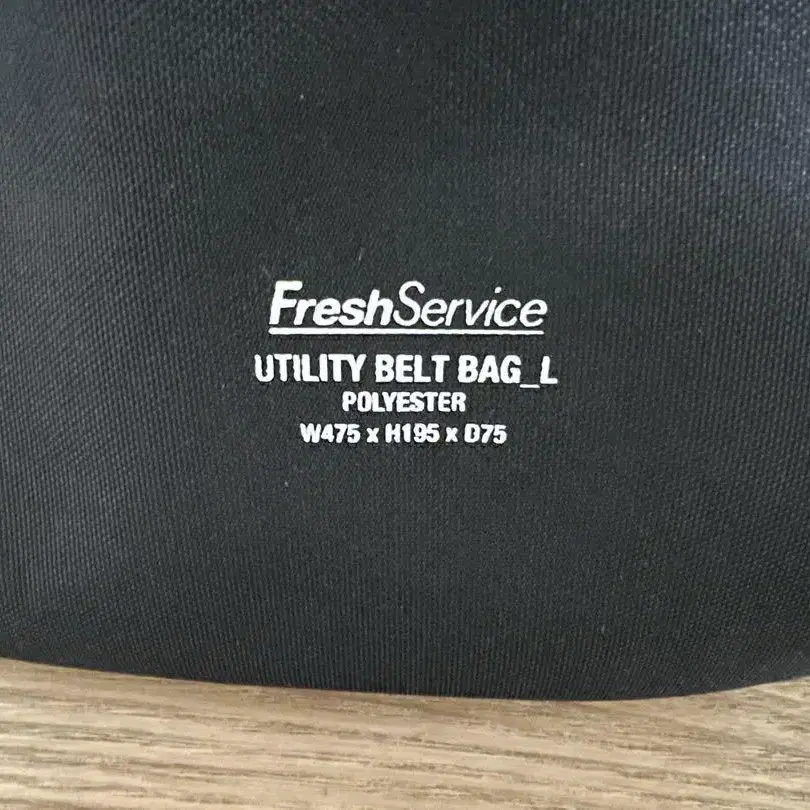 FreshService
UTILITY BELT BAG_L
POLYESTER
W475 x H195 x D75